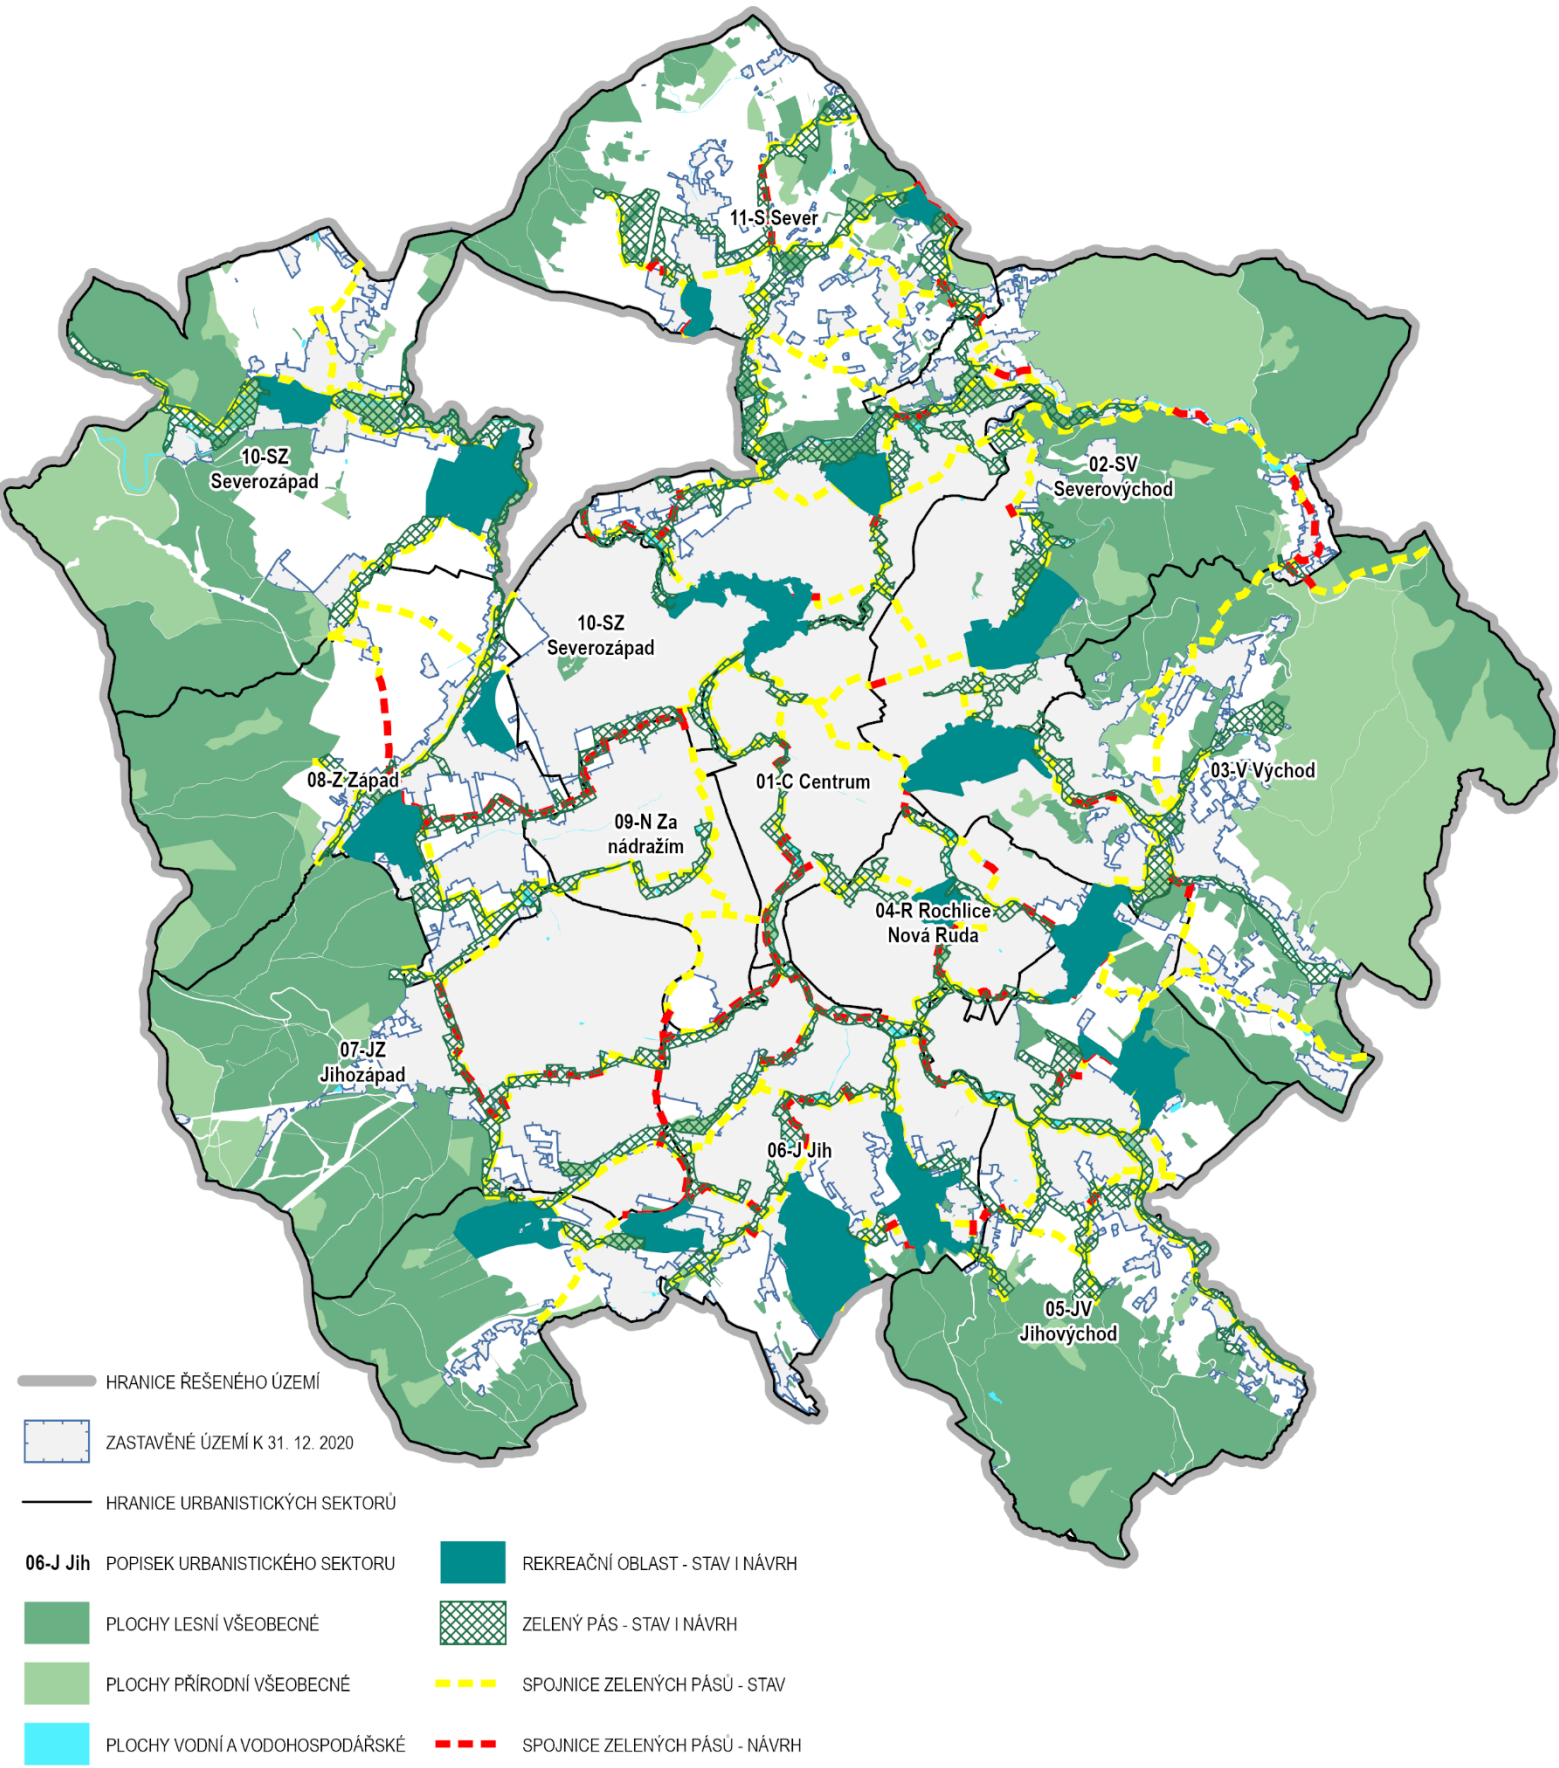 11-S Sever
10-SZ
Severozápad
02-SV
Severovýchod
10-SZ
Severozápad
08-Z Západ
01-C Centrum
03-V Východ
09-N Za
nádražím
04-R Rochlice
Nová Ruda
07-JZ
Jihozápad
06-J Jih
05-JV
Jihovýchod
HRANICE ŘEŠENÉHO ÚZEMÍ
ZASTAVĚNÉ ÚZEMÍ K 31. 12. 2020
HRANICE URBANISTICKÝCH SEKTORŮ
06-J Jih POPISEK URBANISTICKÉHO SEKTORU
PLOCHY LESNÍ VŠEOBECNÉ
PLOCHY PŘÍRODNÍ VŠEOBECNÉ
PLOCHY VODNÍ A VODOHOSPODÁŘSKÉ
REKREAČNÍ OBLAST - STAV I NÁVRH
ZELENÝ PÁS - STAV I NÁVRH
SPOJNICE ZELENÝCH PÁSŮ - STAV
SPOJNICE ZELENÝCH PÁSŮ - NÁVRH